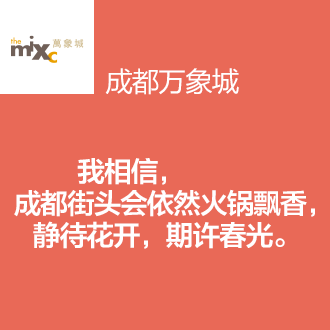 the
mixc 萬象城
成都万象城
我相信，
成都街头会依然火锅飘香，
静待花开，期许春光。